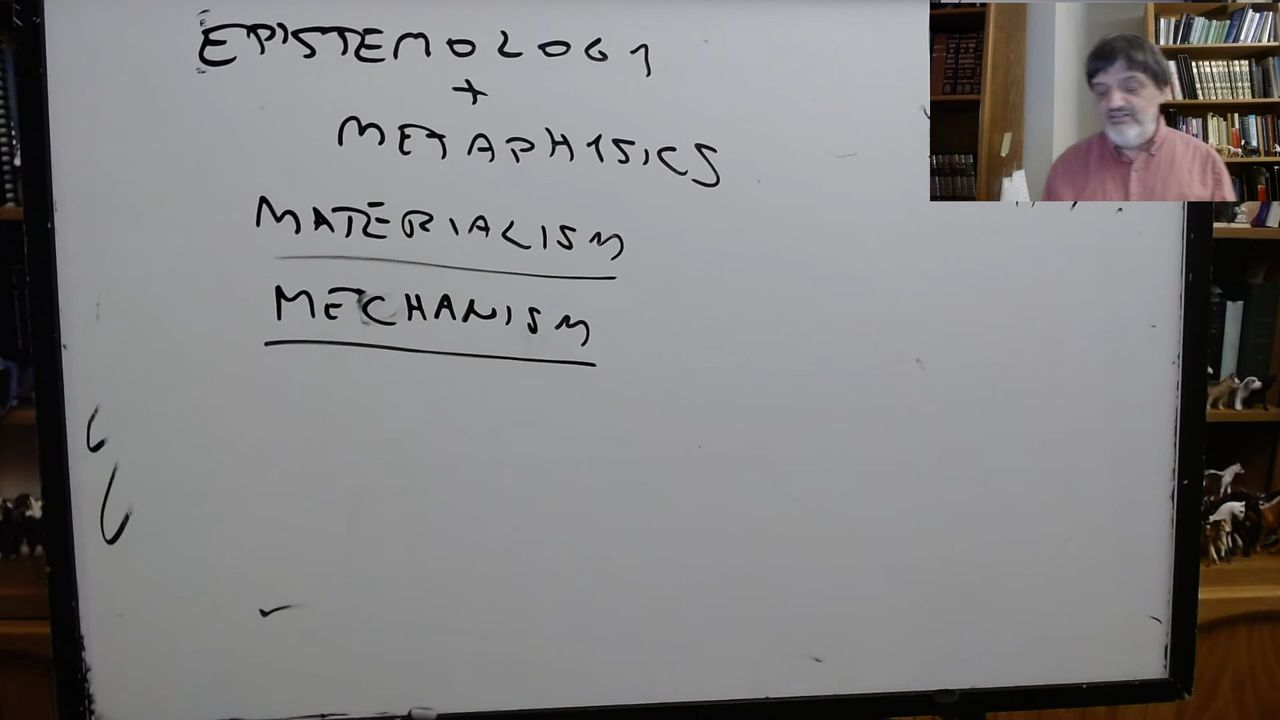 EPISTEMOLOGY
+
METAPHYSICS
MATERIALISM
MECHANISM